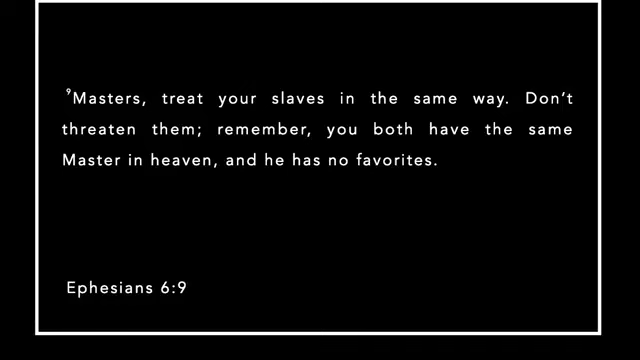 ⁹Masters, treat your slaves in the same way. Don’t
threaten them; remember, you both have the same
Master in heaven, and he has no favorites.
Ephesians 6:9